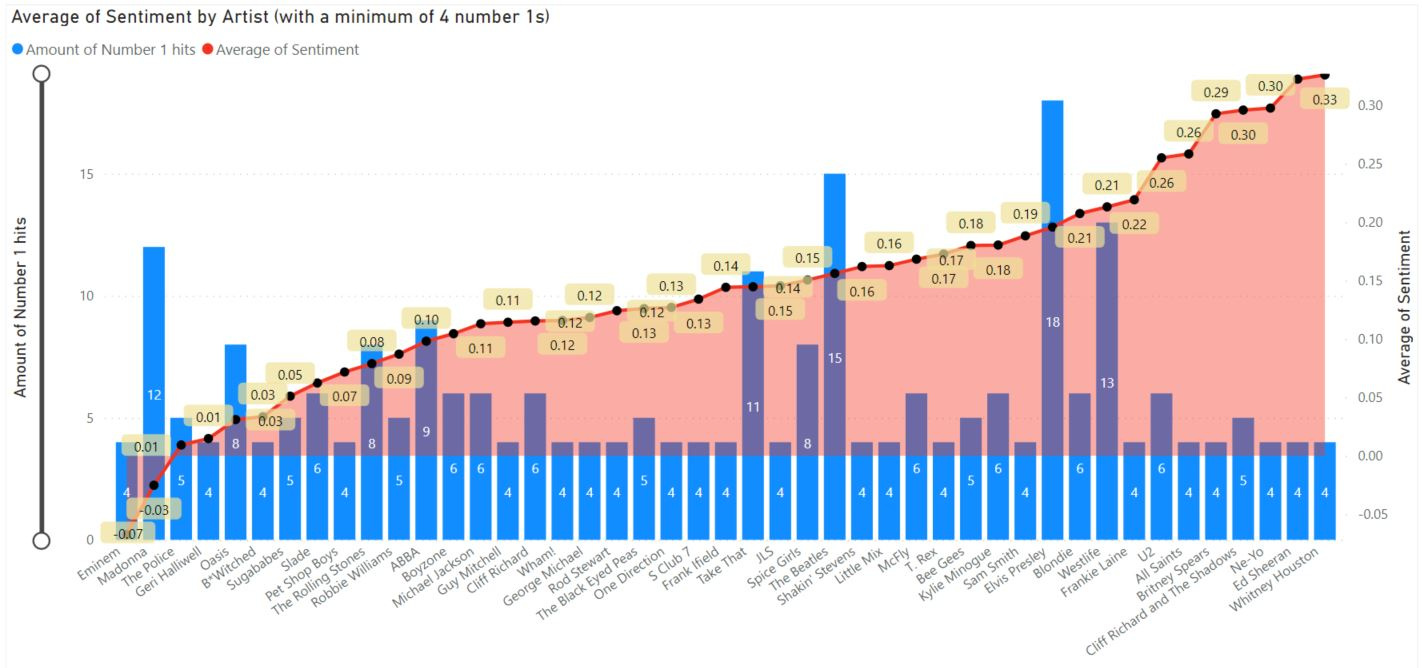 Average of Sentiment by Artist (with a minimum of 4 number 1s)
Amount of Number 1 hits Average of Sentiment
Amount of Number 1 hits
15
10
5
0
4
12
5
4
8
4
5
6
4
8
5
9
6
6
4
6
4
4
4
5
4
4
4
11
4
8
15
4
4
6
4
5
6
4
18
6
13
4
6
4
4
5
4
4
4
-0.07
-0.03
0.01
0.01
0.03
0.03
0.05
0.07
0.08
0.09
0.10
0.11
0.11
0.12
0.12
0.12
0.12
0.13
0.13
0.13
0.14
0.14
0.15
0.15
0.16
0.16
0.17
0.17
0.18
0.18
0.19
0.21
0.21
0.22
0.26
0.26
0.29
0.30
0.30
0.33
0.30
0.25
0.20
0.15
0.10
0.05
0.00
-0.05
Average of Sentiment
Eminem
Madonna
The Police
Geri Halliwell
Oasis
B*Witched
Sugababes
Slade
Pet Shop Boys
The Rolling Stones
Robbie Williams
ABBA
Boyzone
Michael Jackson
Guy Mitchell
Cliff Richard
Wham!
George Michael
Rod Stewart
The Black Eyed Peas
One Direction
S Club 7
Frank Ifield
Take That
JLS
Spice Girls
The Beatles
Shakin' Stevens
Little Mix
McFly
T. Rex
Bee Gees
Kylie Minogue
Sam Smith
Elvis Presley
Blondie
Westlife
Frankie Laine
U2
All Saints
Britney Spears
Cliff Richard and The Shadows
Ne-Yo
Ed Sheeran
Whitney Houston